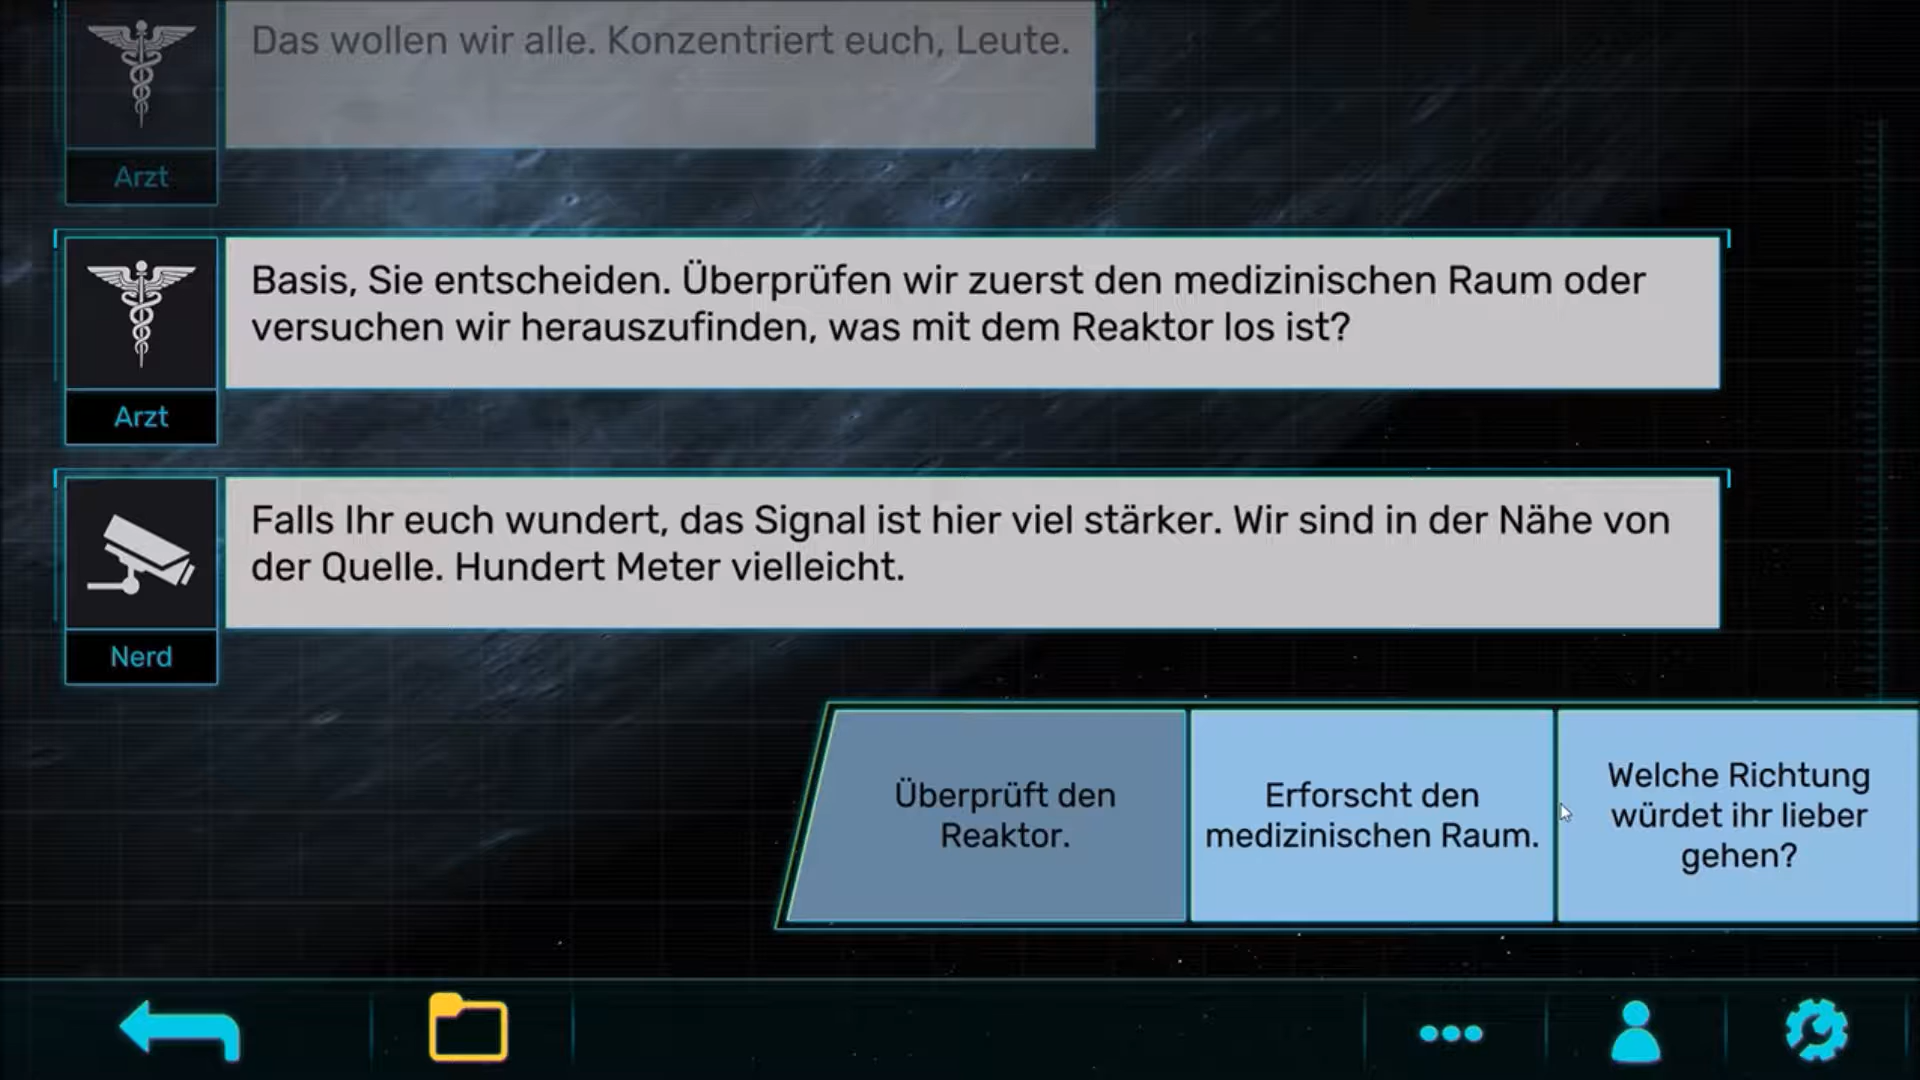 Das wollen wir alle. Konzentriert euch, Leute.
Arzt
Basis, Sie entscheiden. Überprüfen wir zuerst den medizinischen Raum oder
versuchen wir herauszufinden, was mit dem Reaktor los ist?
Arzt
Falls Ihr euch wundert, das Signal ist hier viel stärker. Wir sind in der Nähe von
der Quelle. Hundert Meter vielleicht.
Nerd
Überprüft den
Reaktor.
Erforscht den
medizinischen Raum.
Welche Richtung
würdet ihr lieber
gehen?